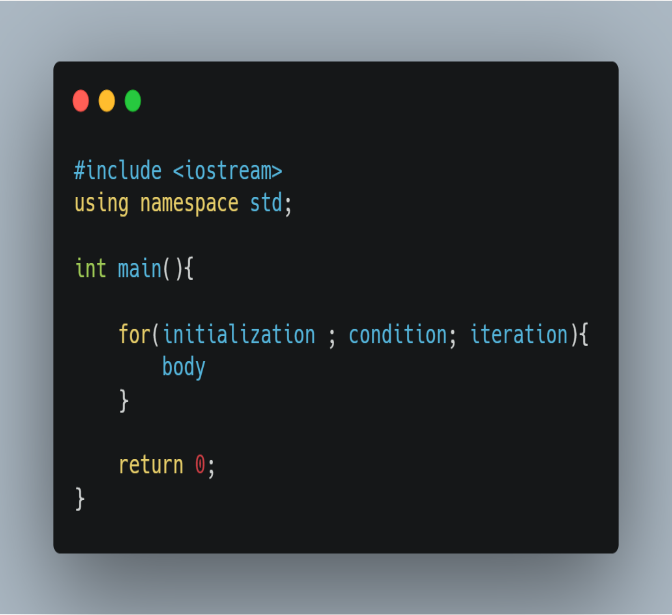 #include <iostream>
using namespace std;
int main(){
for(initialization ; condition; iteration){
body
}
return 0;
}